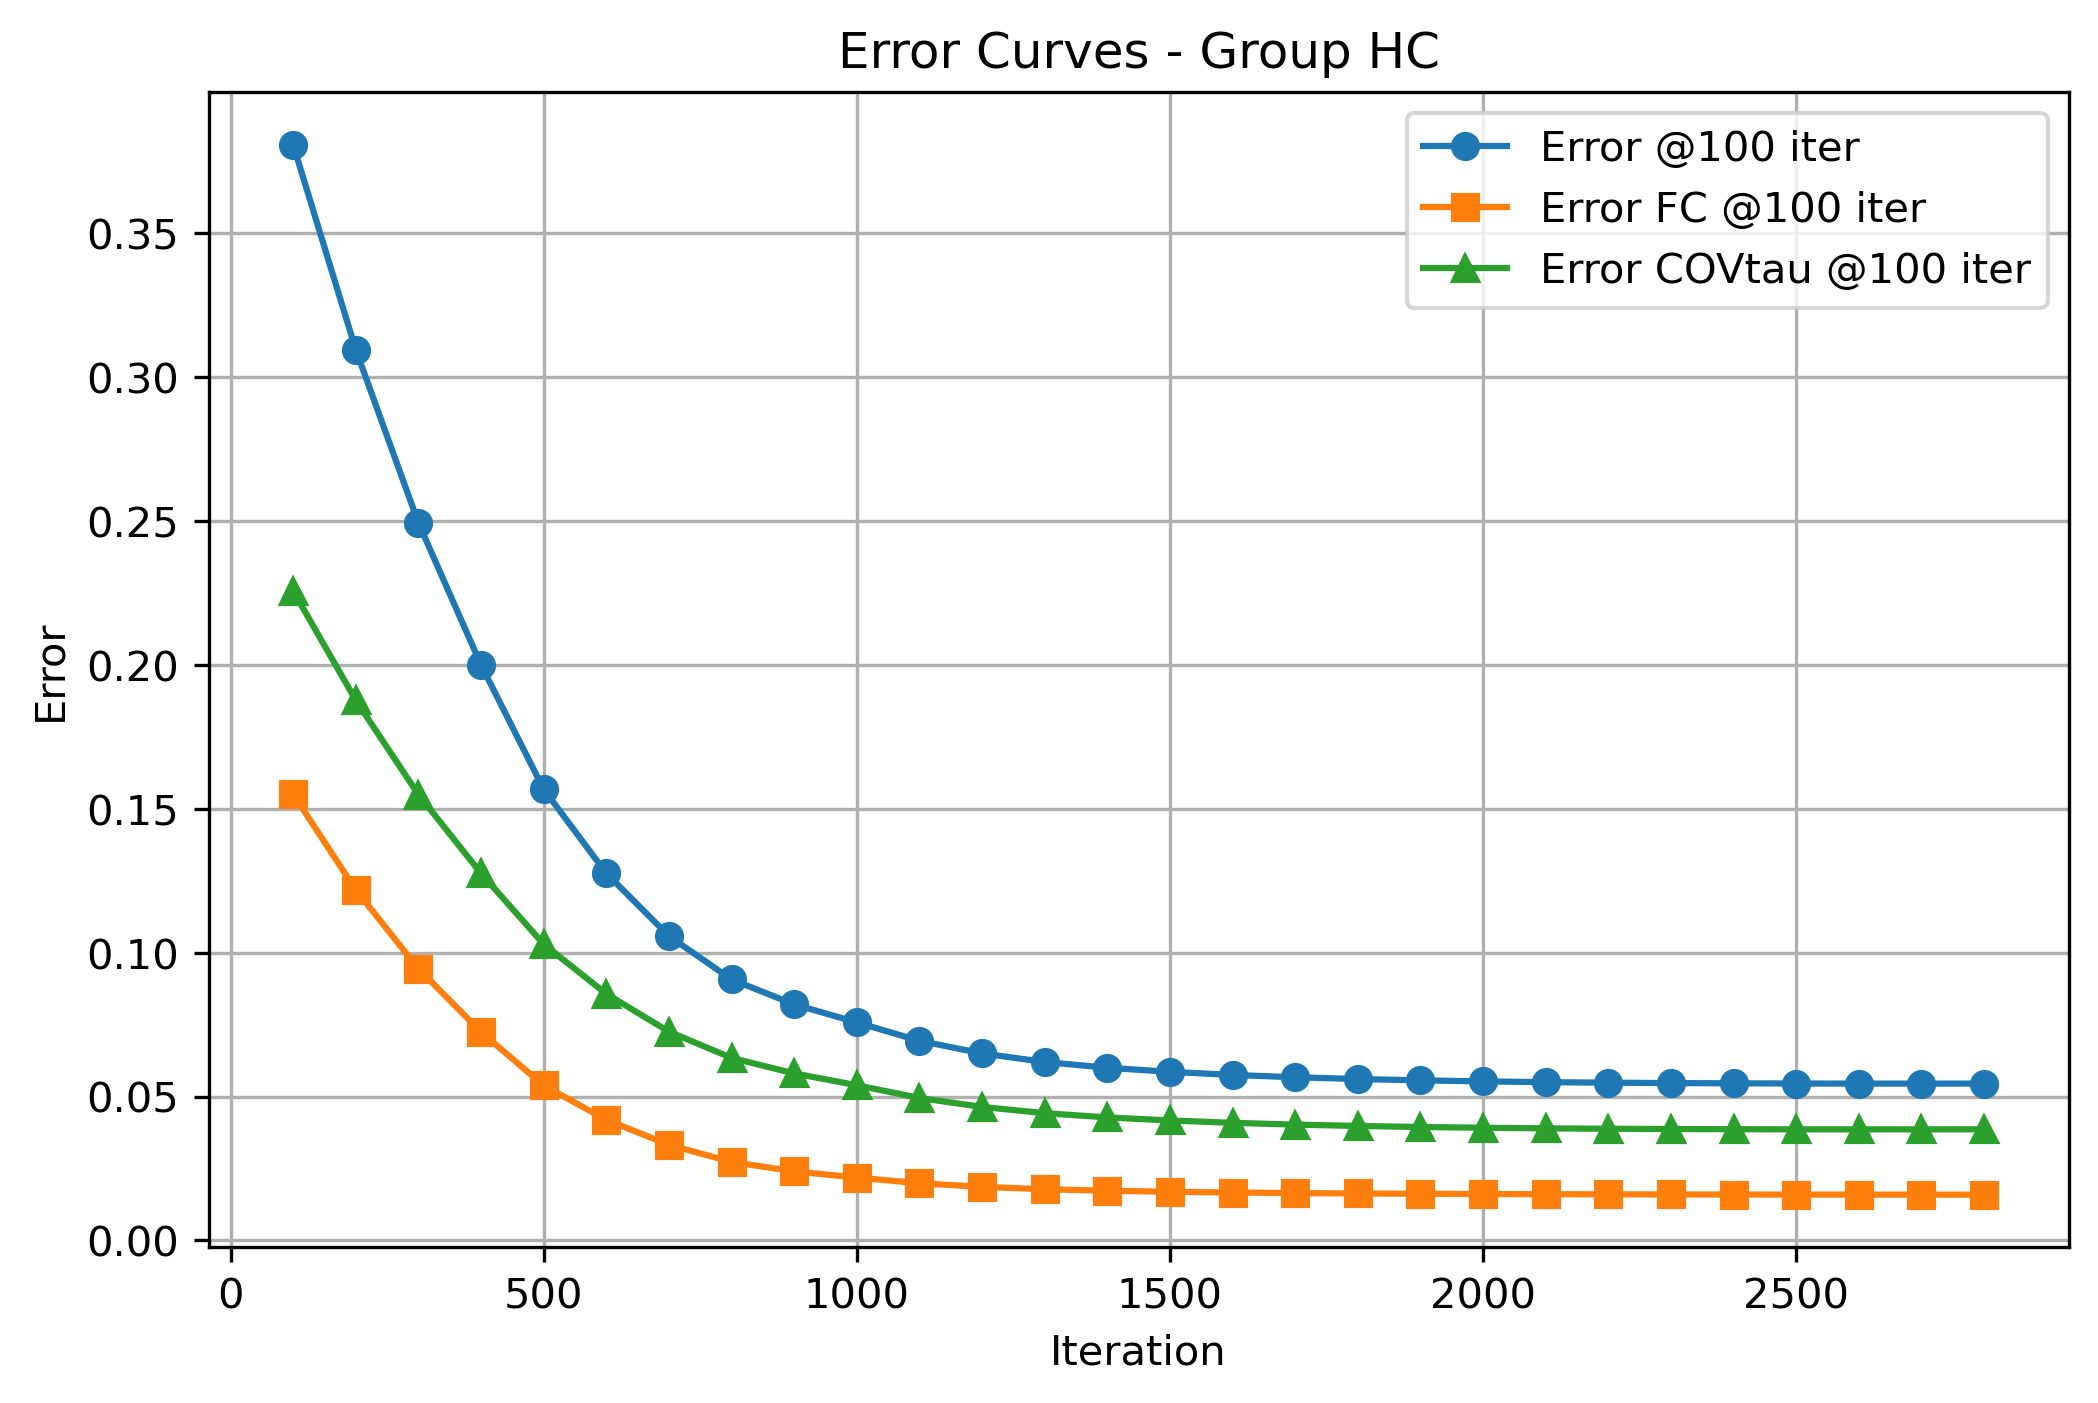 Error Curves - Group HC
Error @100 iter
Error FC @100 iter
Error COVtau @100 iter
Error
0.35
0.30
0.25
0.20
0.15
0.10
0.05
0.00
0 500 1000 1500 2000 2500
Iteration